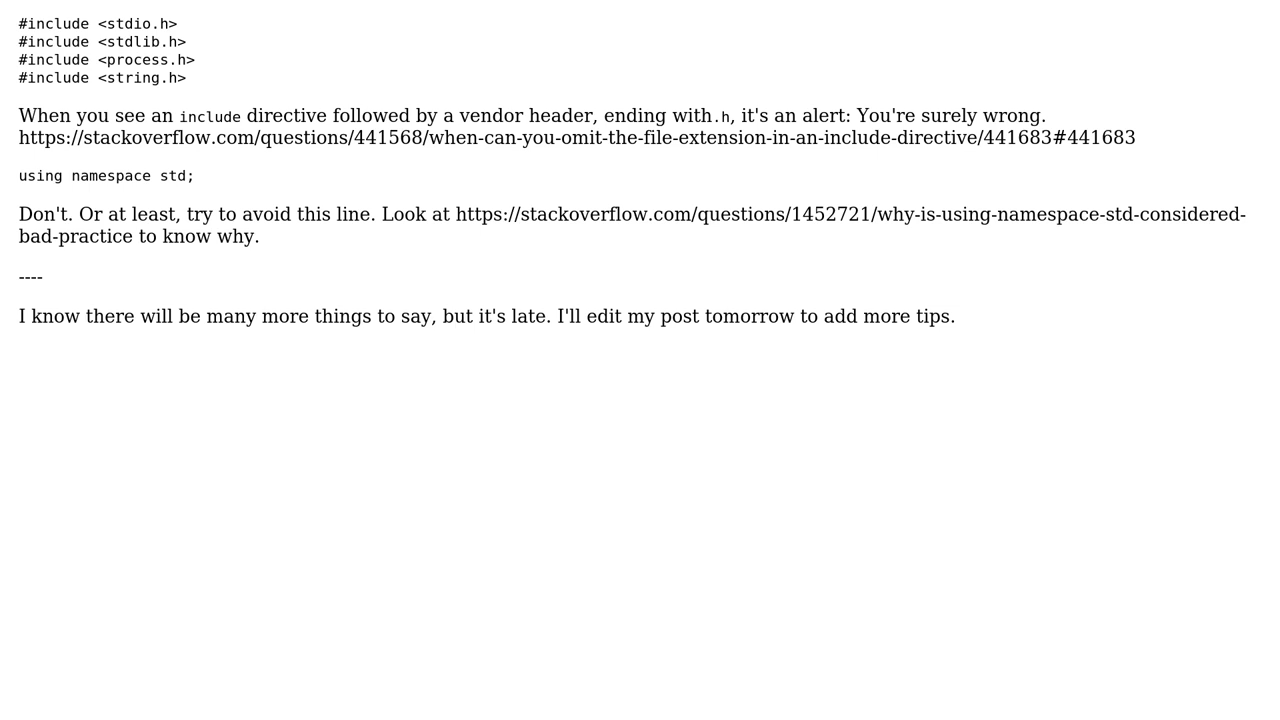 #include <stdio.h>
#include <stdlib.h>
#include <process.h>
#include <string.h>
When you see an include directive followed by a vendor header, ending with .h, it's an alert: You're surely wrong.
https://stackoverflow.com/questions/441568/when-can-you-omit-the-file-extension-in-an-include-directive/441683#441683
using namespace std;
Don't. Or at least, try to avoid this line. Look at https://stackoverflow.com/questions/1452721/why-is-using-namespace-std-considered-
bad-practice to know why.
----
I know there will be many more things to say, but it's late. I'll edit my post tomorrow to add more tips.